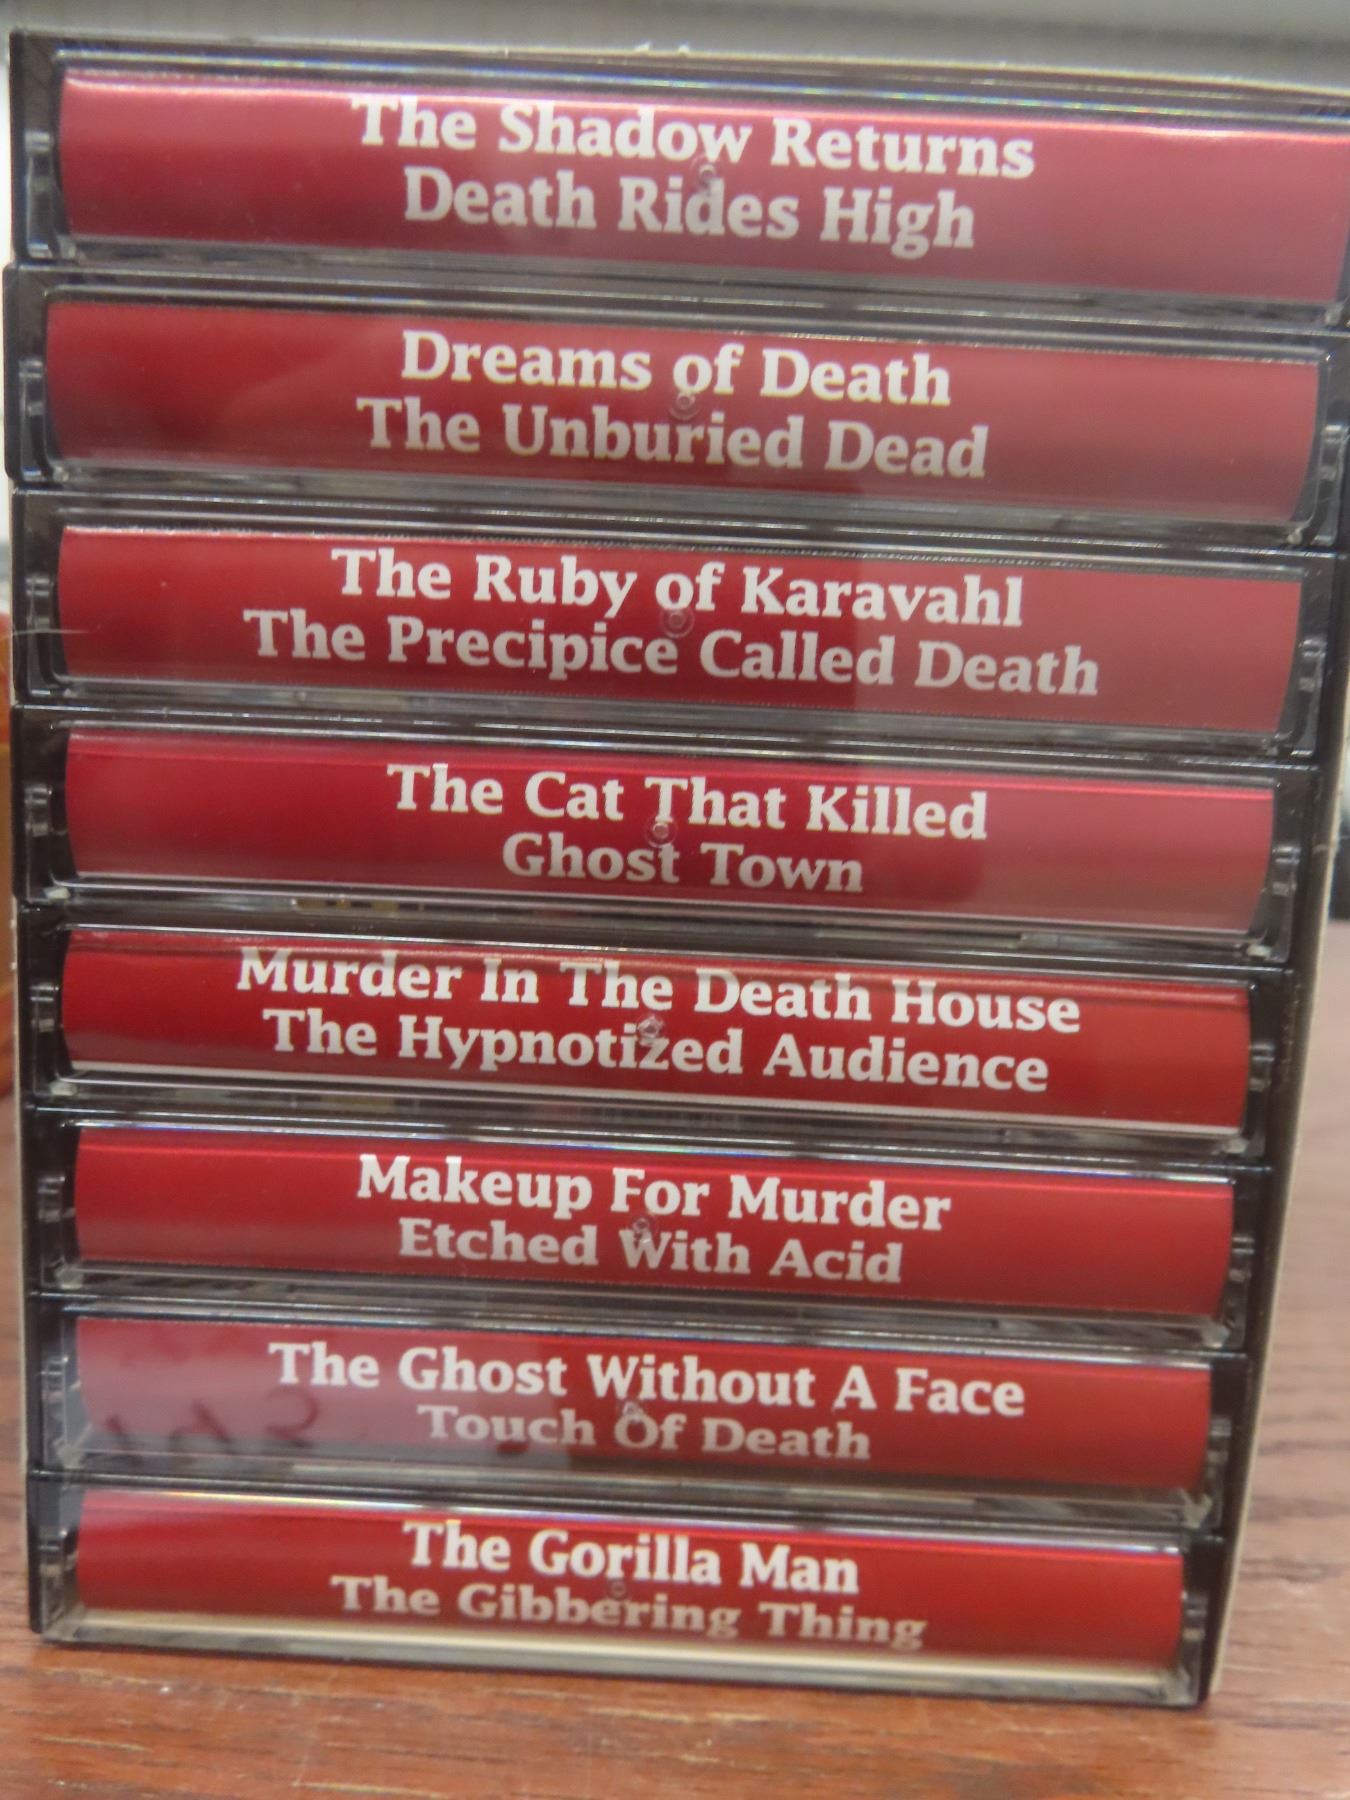 The Shadow Returns
Death Rides High
Dreams of Death
The Unburied Dead
The Ruby of Karavahl
The Precipice Called Death
The Cat That Killed
Ghost Town
Murder In The Death House
The Hypnotized Audience
Makeup For Murder
Etched With Acid
The Ghost Without A Face
Touch Of Death
The Gorilla Man
The Gibbering Thing